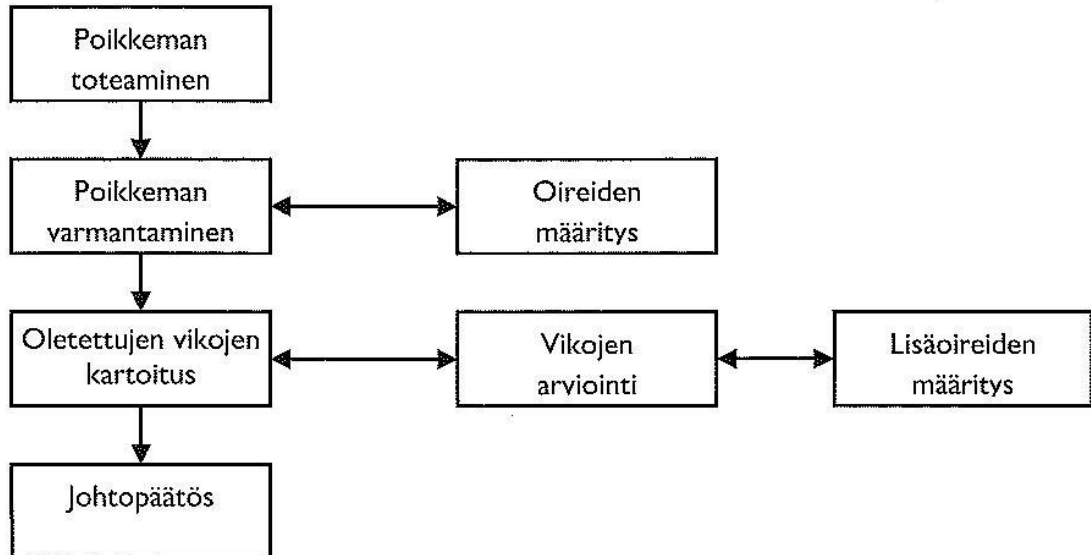 Poikkeman
toteaminen
Poikkeman
varmantaminen
Oireiden
määritys
Oletettujen vikojen
kartoitus
Vikojen
arviointi
Lisäoireiden
määritys
Johtopäätös